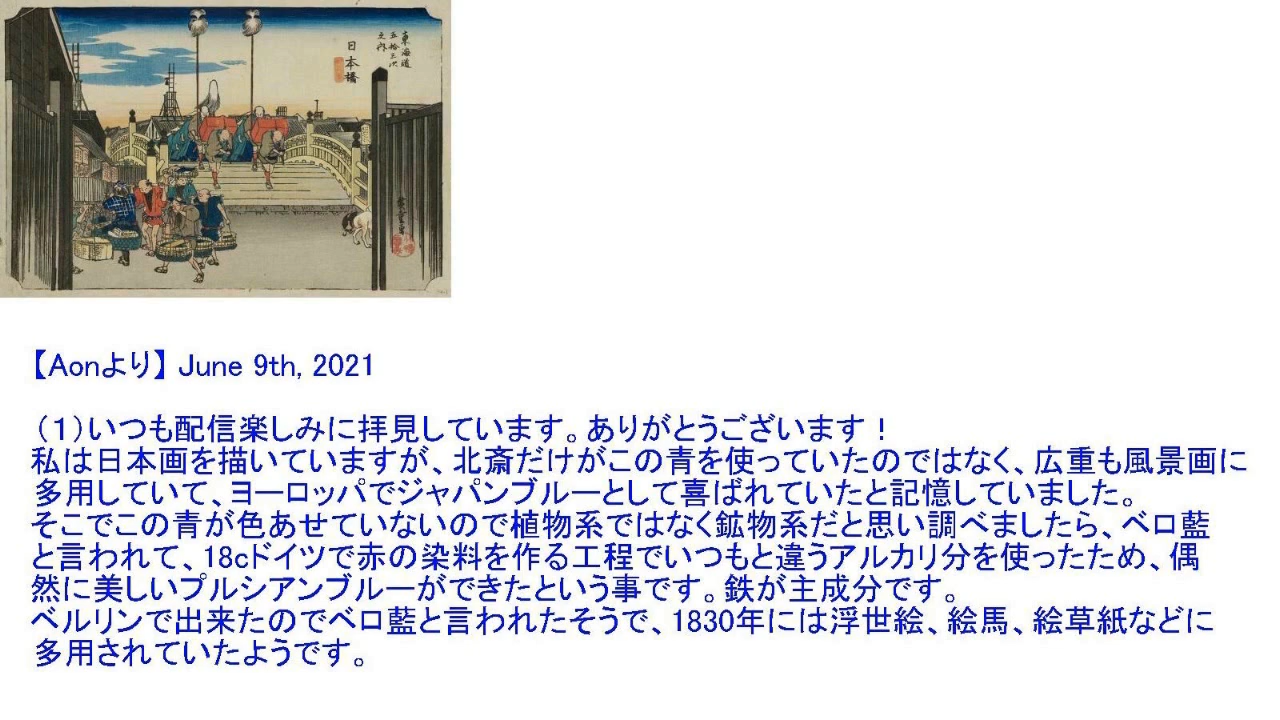 東海道
五拾三次
之内
日本橋
【Aonより】 June 9th, 2021
（１）いつも配信楽しみに拝見しています。ありがとうございます！
私は日本画を描いていますが、北斎だけがこの青を使っていたのではなく、広重も風景画に
多用していて、ヨーロッパでジャパンブルーとして喜ばれていたと記憶していました。
そこでこの青が色あせていないので植物系ではなく鉱物系だと思い調べましたら、ベロ藍
と言われて、18cドイツで赤の染料を作る工程でいつもと違うアルカリ分を使ったため、偶
然に美しいプルシアンブルーができたという事です。鉄が主成分です。
ベルリンで出来たのでベロ藍と言われたそうで、1830年には浮世絵、絵馬、絵草紙などに
多用されていたようです。